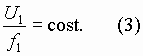 U₁
f₁ = cost. (3)